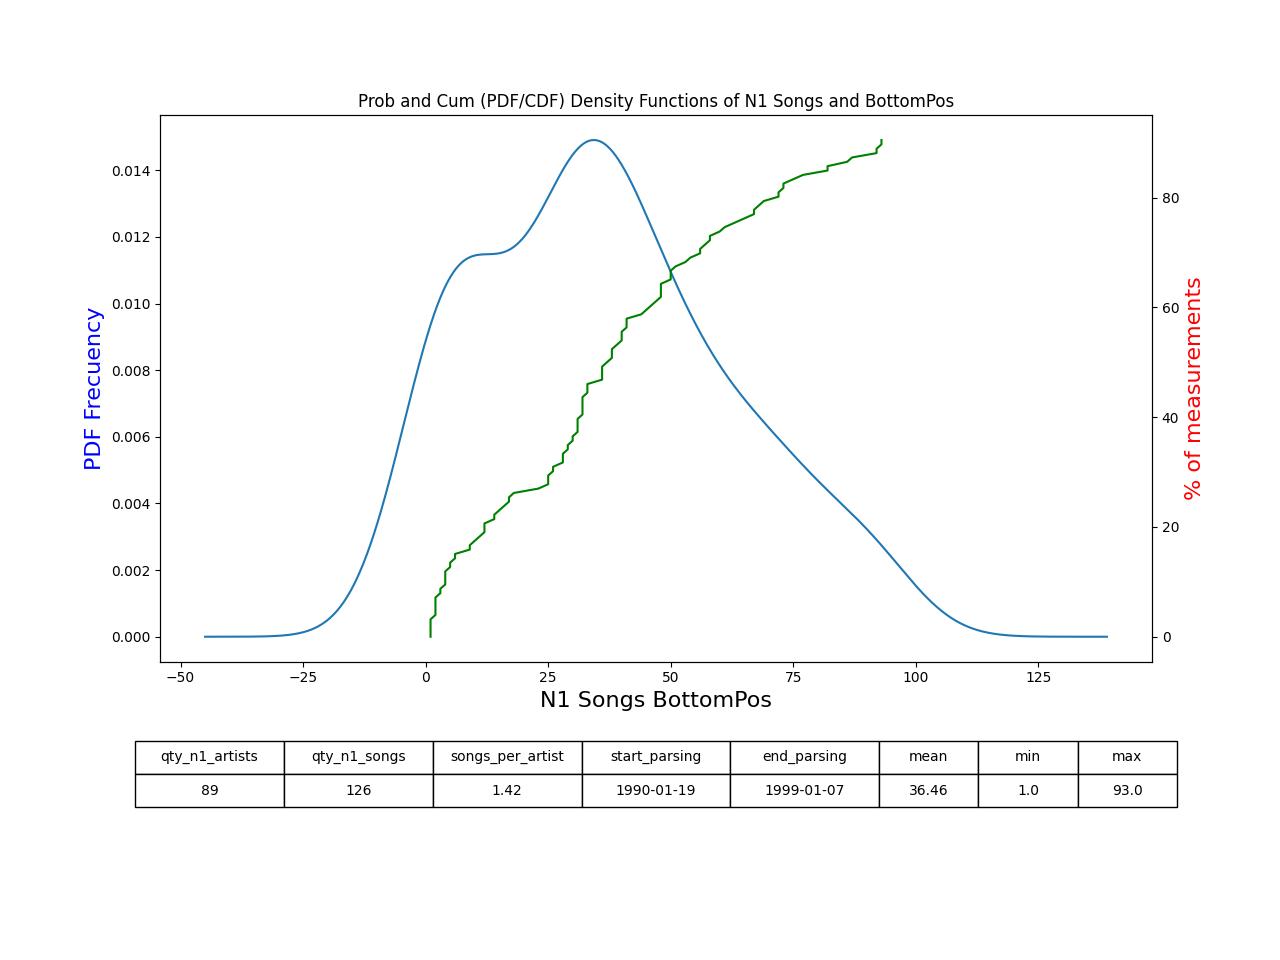 Prob and Cum (PDF/CDF) Density Functions of N1 Songs and BottomPos
0.014
0.012
0.010
0.008
0.006
0.004
0.002
0.000
PDF Frecuency
80
60
40
20
0
% of measurements
−50 −25 0 25 50 75 100 125
N1 Songs BottomPos
qty_n1_artists qty_n1_songs songs_per_artist start_parsing end_parsing mean min max
89 126 1.42 1990-01-19 1999-01-07 36.46 1.0 93.0